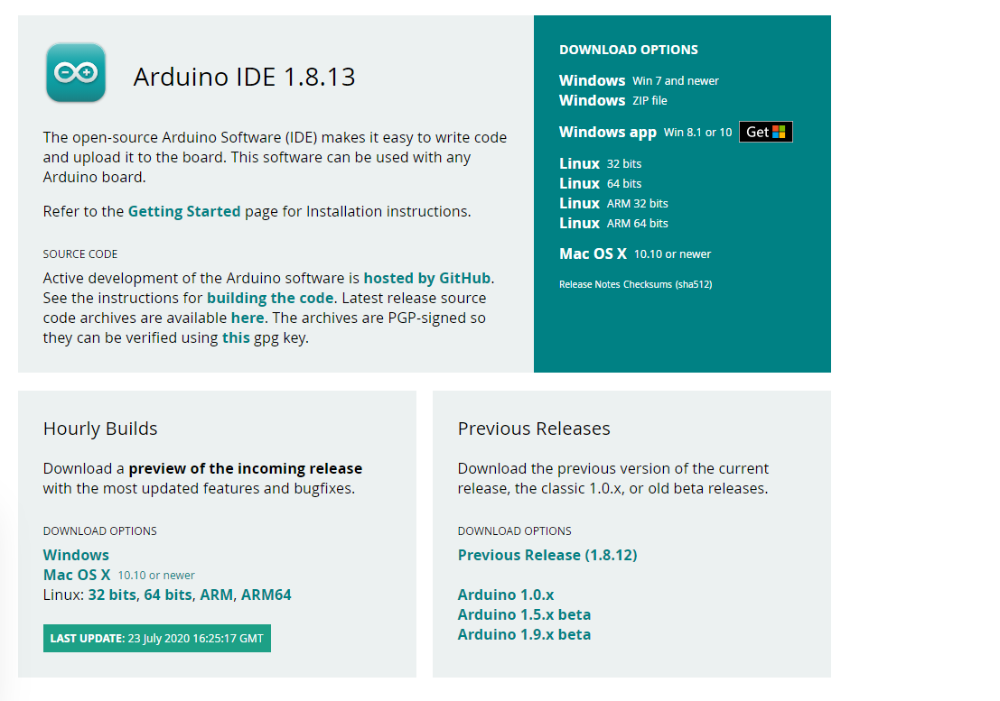 Arduino IDE 1.8.13
The open-source Arduino Software (IDE) makes it easy to write code
and upload it to the board. This software can be used with any
Arduino board.
Refer to the Getting Started page for Installation instructions.
SOURCE CODE
Active development of the Arduino software is hosted by GitHub.
See the instructions for building the code. Latest release source
code archives are available here. The archives are PGP-signed so
they can be verified using this gpg key.
DOWNLOAD OPTIONS
Windows Win 7 and newer
Windows ZIP file
Windows app Win 8.1 or 10 Get
Linux 32 bits
Linux 64 bits
Linux ARM 32 bits
Linux ARM 64 bits
Mac OS X 10.10 or newer
Release Notes Checksums (sha512)
Hourly Builds
Download a preview of the incoming release
with the most updated features and bugfixes.
DOWNLOAD OPTIONS
Windows
Mac OS X 10.10 or newer
Linux: 32 bits, 64 bits, ARM, ARM64
LAST UPDATE: 23 July 2020 16:25:17 GMT
Previous Releases
Download the previous version of the current
release, the classic 1.0.x, or old beta releases.
DOWNLOAD OPTIONS
Previous Release (1.8.12)
Arduino 1.0.x
Arduino 1.5.x beta
Arduino 1.9.x beta